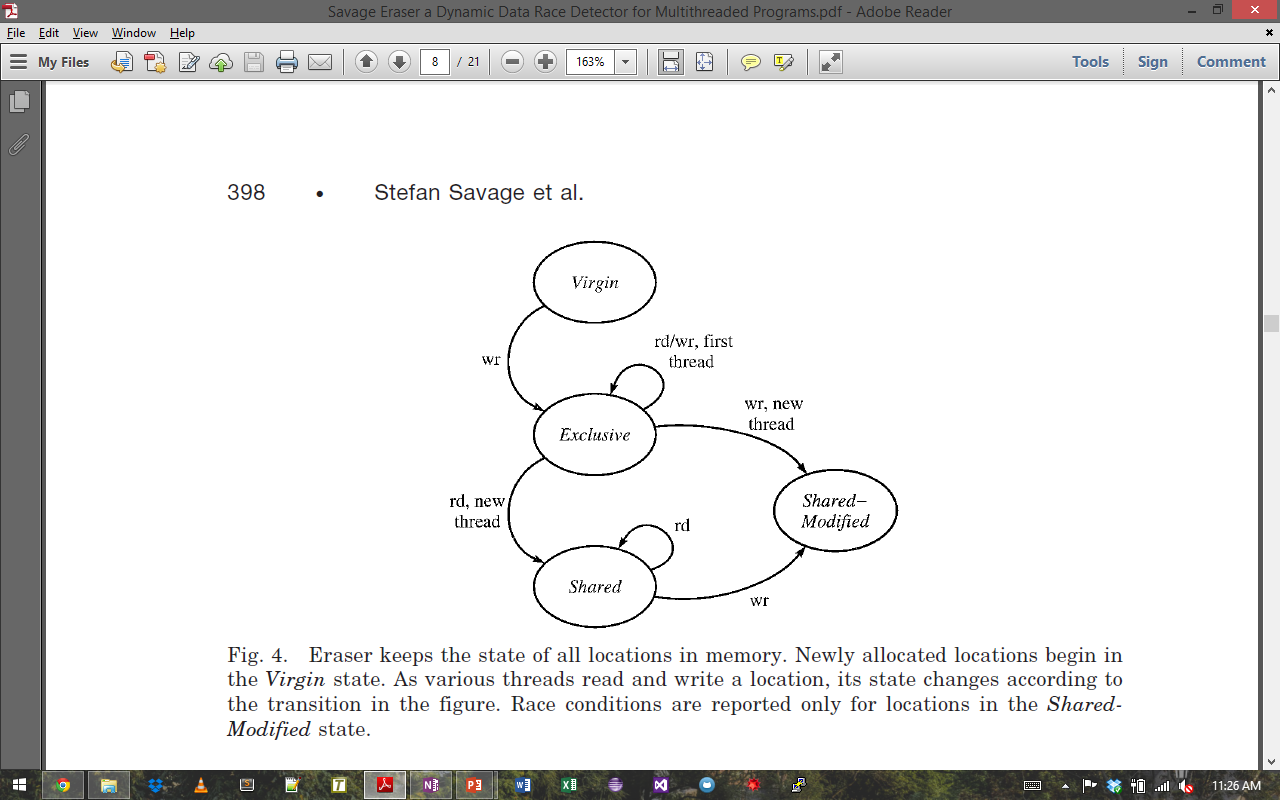 Savage Eraser a Dynamic Data Race Detector for Multithreaded Programs.pdf - Adobe Reader
File Edit View Window Help
My Files 8 / 21 163% Tools Sign Comment
398 • Stefan Savage et al.
Virgin
wr
rd/wr, first
thread
wr, new
thread
Exclusive
rd, new
thread
Shared–
Modified
rd
Shared
wr
Fig. 4. Eraser keeps the state of all locations in memory. Newly allocated locations begin in
the Virgin state. As various threads read and write a location, its state changes according to
the transition in the figure. Race conditions are reported only for locations in the Shared-
Modified state.
11:26 AM